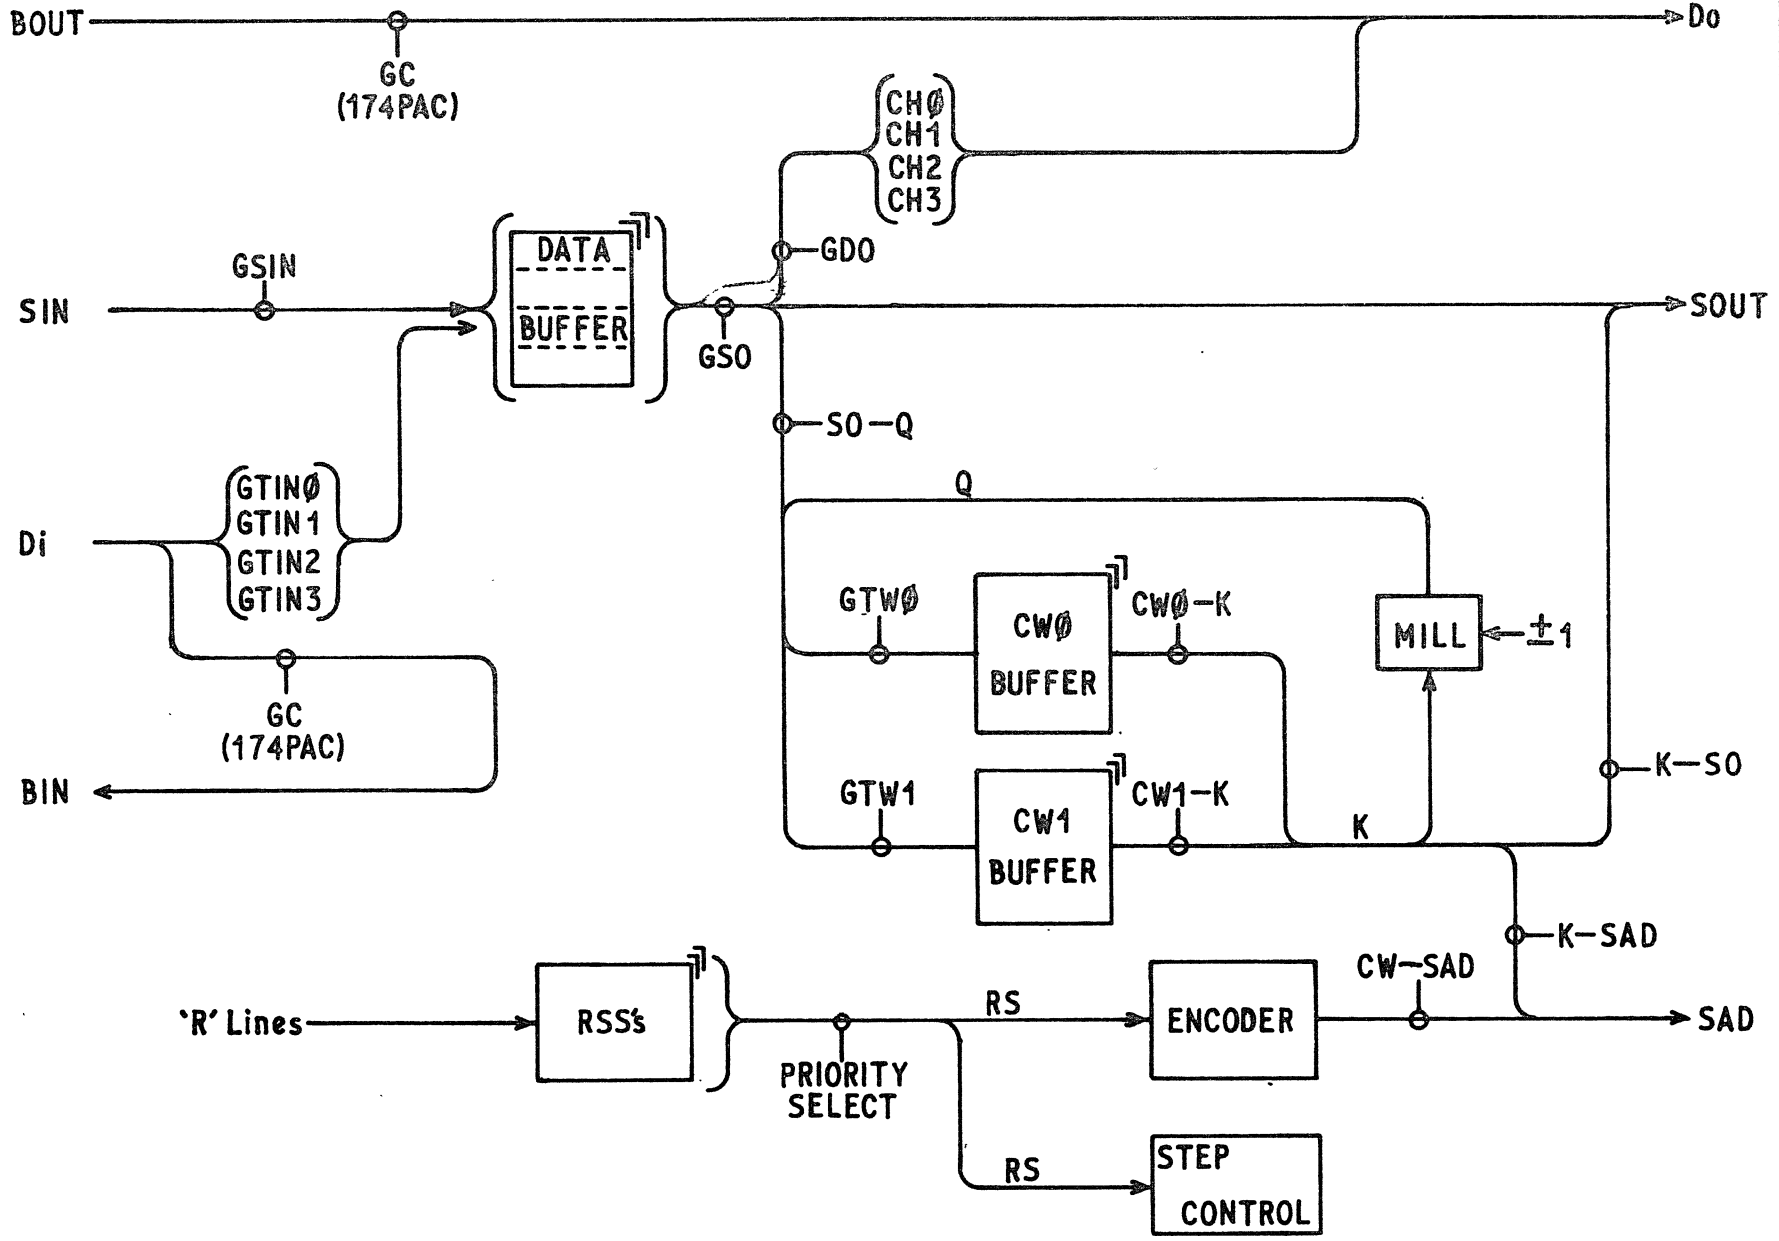 BOUT
Do
GC
(174PAC)
CHØ
CH1
CH2
CH3
GDO
GSIN
DATA
BUFFER
SIN
SOUT
GSO
SO-Q
GTINØ
GTIN1
GTIN2
GTIN3
Di
Q
GTWØ
CWØ
BUFFER
CWØ-K
MILL
±1
GC
(174PAC)
BIN
GTW1
CW1
BUFFER
CW1-K
K
K-SO
K-SAD
CW-SAD
'R' Lines
RSS's
PRIORITY
SELECT
RS
ENCODER
SAD
RS
STEP
CONTROL